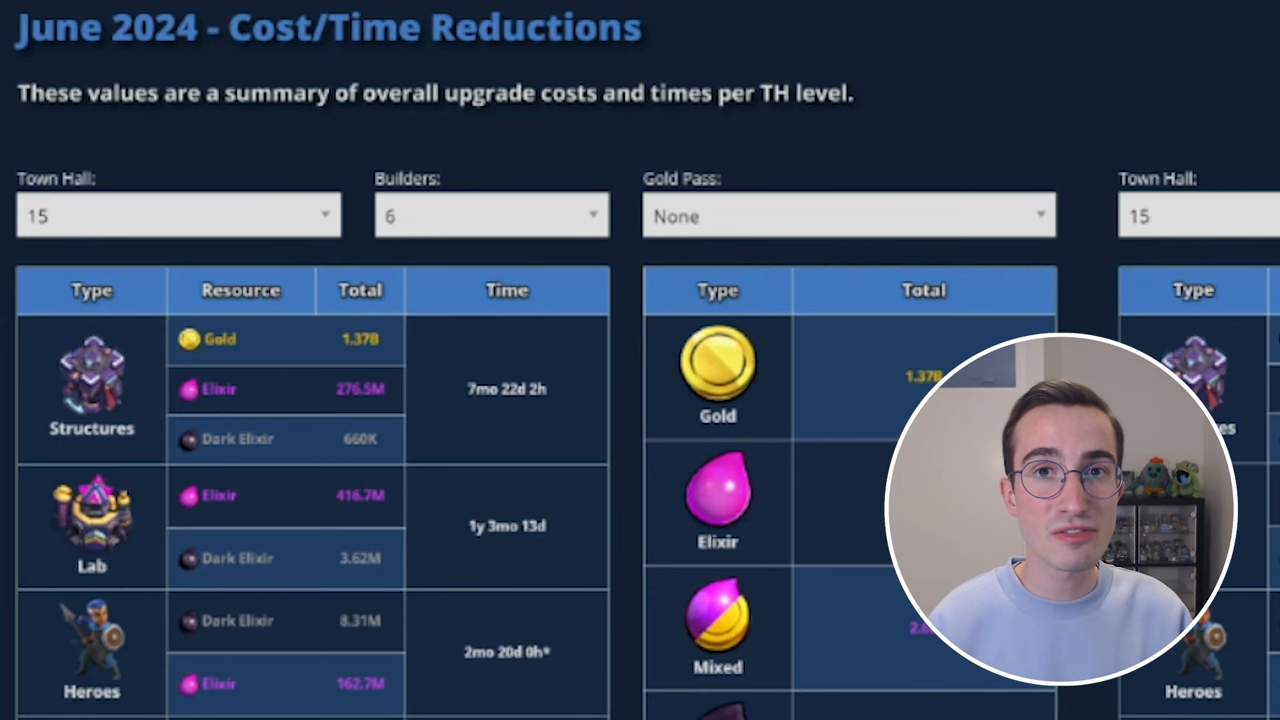 June 2024 - Cost/Time Reductions
These values are a summary of overall upgrade costs and times per TH level.
Town Hall: Builders: Gold Pass: Town Hall:
15 6 None 15
Type Resource Total Time Type Total Type
Gold 1.37B
1.37B
Elixir 276.5M 7mo 22d 2h
Gold
Structures
Dark Elixir 660K
Elixir 416.7M
1y 3mo 13d
Elixir
Dark Elixir 3.62M
Lab
Dark Elixir 8.31M
2mo 20d 0h*
Mixed
Elixir 162.7M
Heroes Heroes